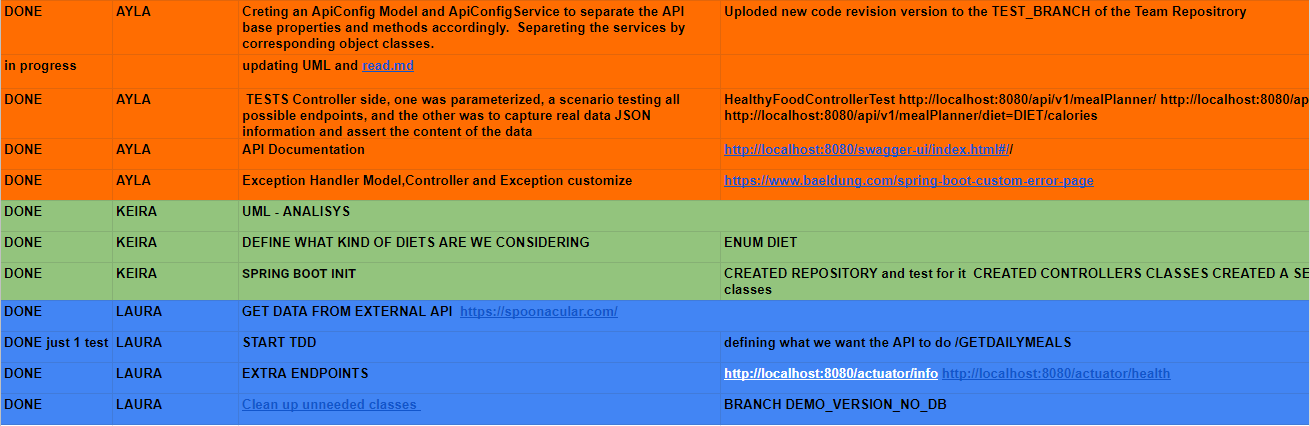 DONE AYLA Creting an ApiConfig Model and ApiConfigService to separate the API Uploded new code revision version to the TEST_BRANCH of the Team Repositrory
base properties and methods accordingly. Separeting the services by
corresponding object classes.
in progress AYLA updating UML and read.md
DONE AYLA TESTS Controller side, one was parameterized, a scenario testing all HealthyFoodControllerTest http://localhost:8080/api/v1/mealPlanner/ http://localhost:8080/ap
possible endpoints, and the other was to capture real data JSON http://localhost:8080/api/v1/mealPlanner/diet=DIET/calories
information and assert the content of the data
DONE AYLA API Documentation http://localhost:8080/swagger-ui/index.html#//
DONE AYLA Exception Handler Model,Controller and Exception customize https://www.baeldung.com/spring-boot-custom-error-page
DONE KEIRA UML - ANALISYS
DONE KEIRA DEFINE WHAT KIND OF DIETS ARE WE CONSIDERING ENUM DIET
DONE KEIRA SPRING BOOT INIT CREATED REPOSITORY and test for it CREATED CONTROLLERS CLASSES CREATED A SE
classes
DONE LAURA GET DATA FROM EXTERNAL API https://spoonacular.com/
DONE just 1 test LAURA START TDD defining what we want the API to do /GETDAILYMEALS
DONE LAURA EXTRA ENDPOINTS http://localhost:8080/actuator/info http://localhost:8080/actuator/health
DONE LAURA Clean up unneeded classes BRANCH DEMO_VERSION_NO_DB